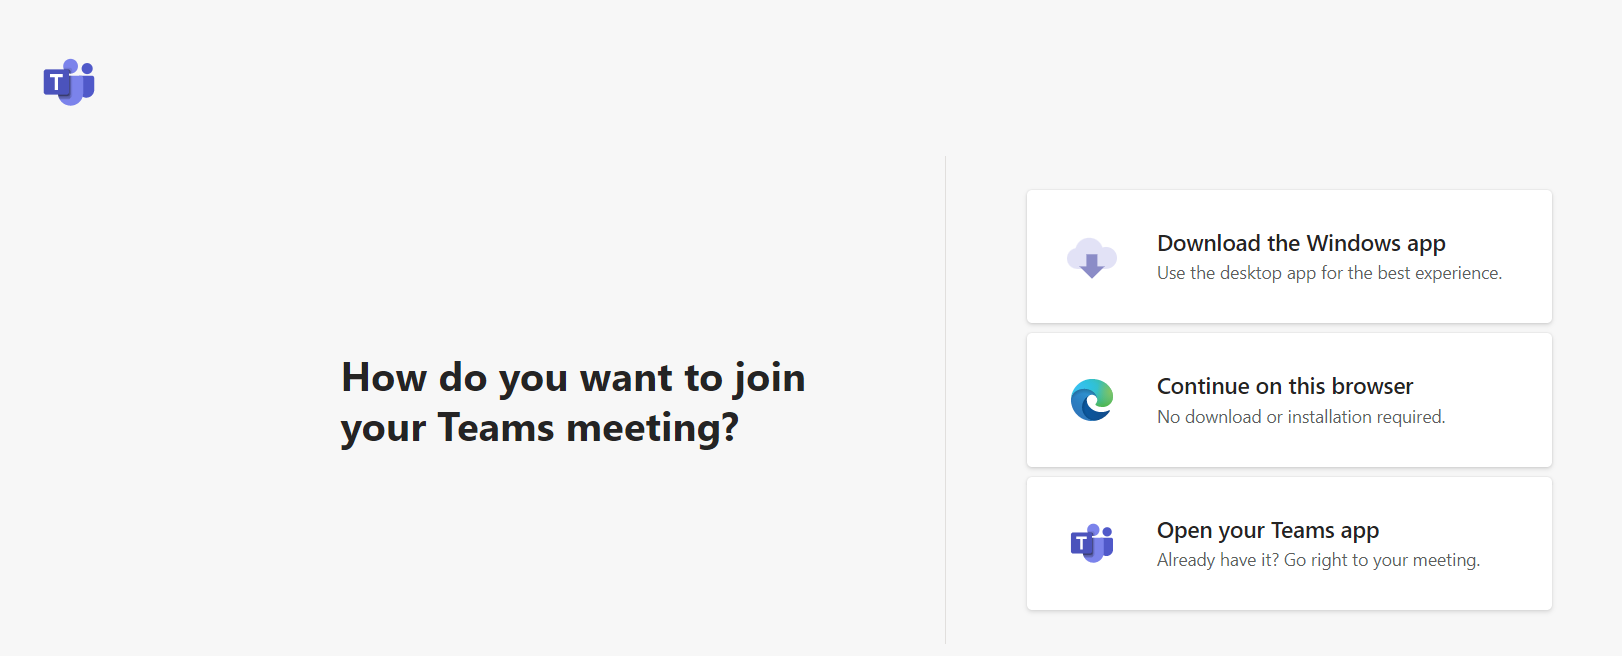 T
How do you want to join
your Teams meeting?
Download the Windows app
Use the desktop app for the best experience.
Continue on this browser
No download or installation required.
T
Open your Teams app
Already have it? Go right to your meeting.